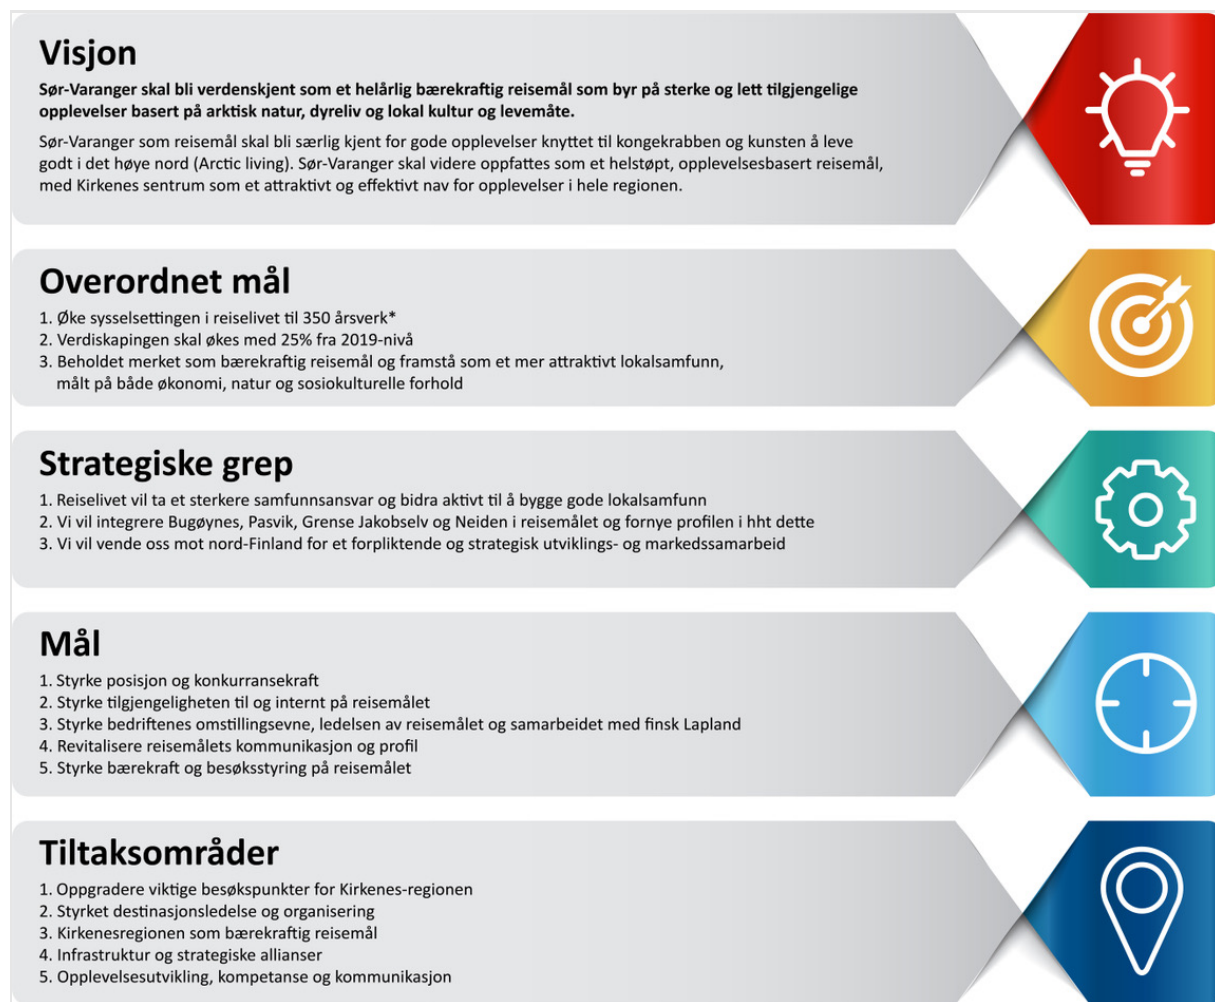 Visjon
Sør-Varanger skal bli verdenskjent som et helårlig bærekraftig reisemål som byr på sterke og lett tilgjengelige
opplevelser basert på arktisk natur, dyreliv og lokal kultur og levemåte.
Sør-Varanger som reisemål skal bli særlig kjent for gode opplevelser knyttet til kongekrabben og kunsten å leve
godt i det høye nord (Arctic living). Sør-Varanger skal videre oppfattes som et helstøpt, opplevelsesbasert reisemål,
med Kirkenes sentrum som et attraktivt og effektivt nav for opplevelser i hele regionen.
Overordnet mål
1. Øke sysselsettingen i reiselivet til 350 årsverk*
2. Verdiskapingen skal økes med 25% fra 2019-nivå
3. Beholdet merket som bærekraftig reisemål og framstå som et mer attraktivt lokalsamfunn,
målt på både økonomi, natur og sosiokulturelle forhold
Strategiske grep
1. Reiselivet vil ta et sterkere samfunnsansvar og bidra aktivt til å bygge gode lokalsamfunn
2. Vi vil integrere Bugøynes, Pasvik, Grense Jakobselv og Neiden i reisemålet og fornye profilen i hht dette
3. Vi vil vende oss mot nord-Finland for et forpliktende og strategisk utviklings- og markedssamarbeid
Mål
1. Styrke posisjon og konkurransekraft
2. Styrke tilgjengeligheten til og internt på reisemålet
3. Styrke bedriftenes omstillingsevne, ledelsen av reisemålet og samarbeidet med finsk Lapland
4. Revitalisere reisemålets kommunikasjon og profil
5. Styrke bærekraft og besøksstyring på reisemålet
Tiltaksområder
1. Oppgradere viktige besøkspunkter for Kirkenes-regionen
2. Styrket destinasjonsledelse og organisering
3. Kirkenesregionen som bærekraftig reisemål
4. Infrastruktur og strategiske allianser
5. Opplevelsesutvikling, kompetanse og kommunikasjon